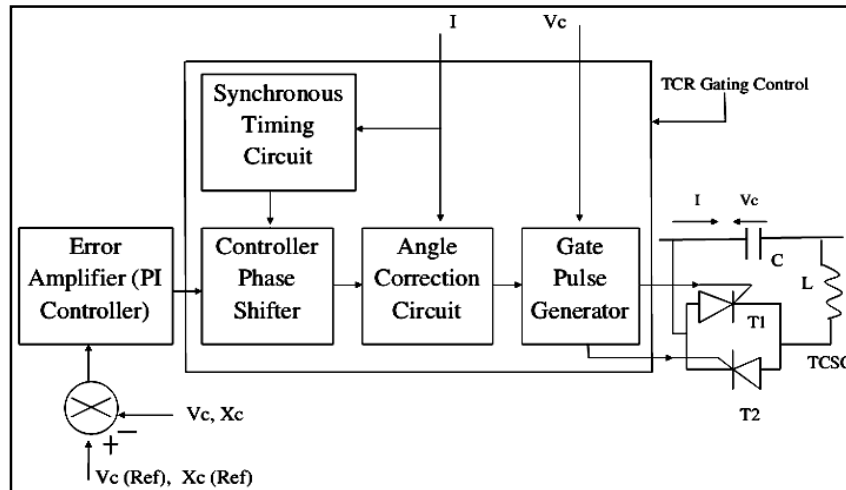 I
Vc
Synchronous
Timing
Circuit
TCR Gating Control
I
Vc
Error
Amplifier (PI
Controller)
Controller
Phase
Shifter
Angle
Correction
Circuit
Gate
Pulse
Generator
C
L
T1
TCSC
T2
Vc, Xc
+ −
Vc (Ref), Xc (Ref)